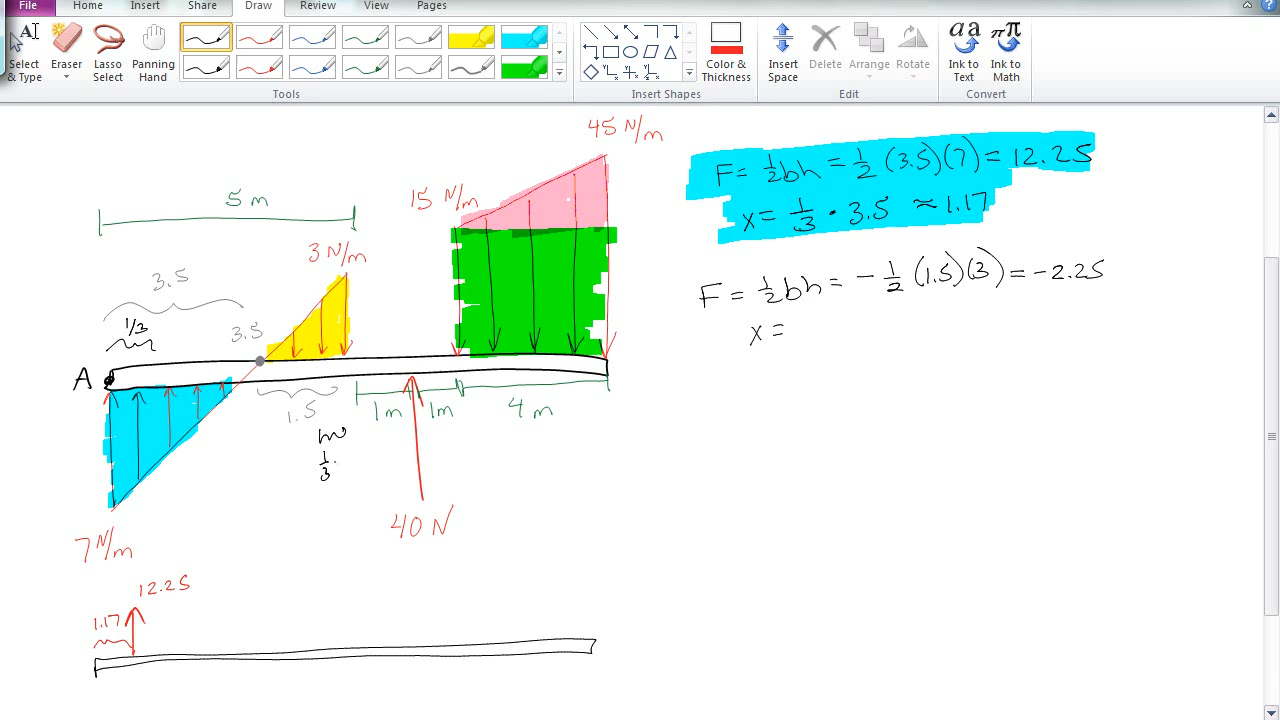 File Home Insert Share Draw Review View Pages
Select & Type Eraser Lasso Select Panning Hand Color & Thickness Insert Space Delete Arrange Rotate Ink to Text Ink to Math
Tools Insert Shapes Edit Convert
45 N/m
5 m
15 N/m
3 N/m
3.5
1/3
3.5
A
1.5
1m 1m 4 m
1/3
40 N
7 N/m
12.25
1.17
F = 1/2 bh = 1/2 (3.5)(7) = 12.25
x = 1/3 · 3.5 ≈ 1.17
F = 1/2 bh = - 1/2 (1.5)(3) = -2.25
x =